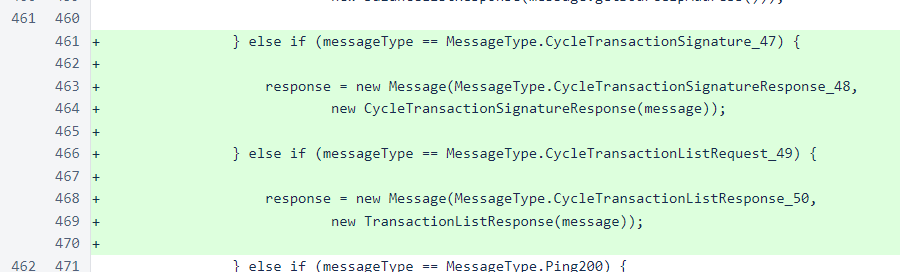 461 460
461 + } else if (messageType == MessageType.CycleTransactionSignature_47) {
462 +
463 + response = new Message(MessageType.CycleTransactionSignatureResponse_48,
464 + new CycleTransactionSignatureResponse(message));
465 +
466 + } else if (messageType == MessageType.CycleTransactionListRequest_49) {
467 +
468 + response = new Message(MessageType.CycleTransactionListResponse_50,
469 + new TransactionListResponse(message));
470 +
462 471 } else if (messageType == MessageType.Ping200) {